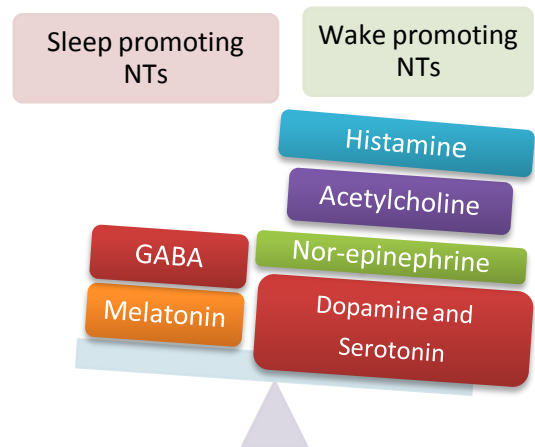 Sleep promoting
NTs
Wake promoting
NTs
Histamine
Acetylcholine
GABA
Nor-epinephrine
Melatonin
Dopamine and
Serotonin